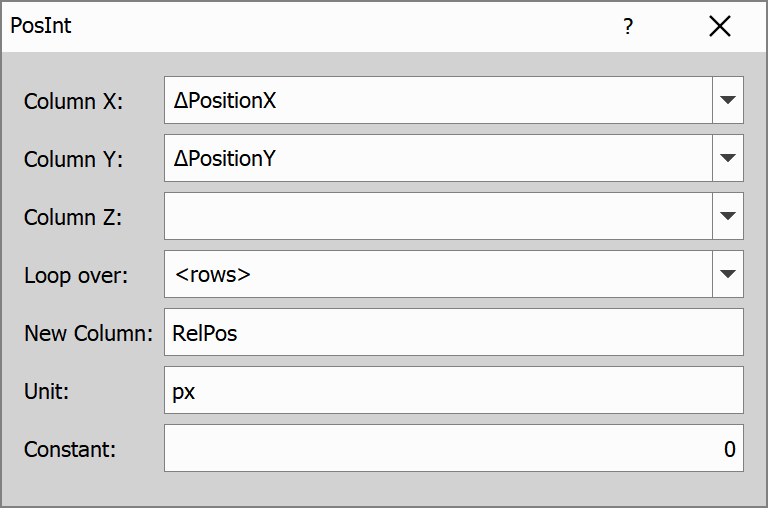 PosInt ?
Column X: ΔPositionX
Column Y: ΔPositionY
Column Z:
Loop over: <rows>
New Column: RelPos
Unit: px
Constant: 0